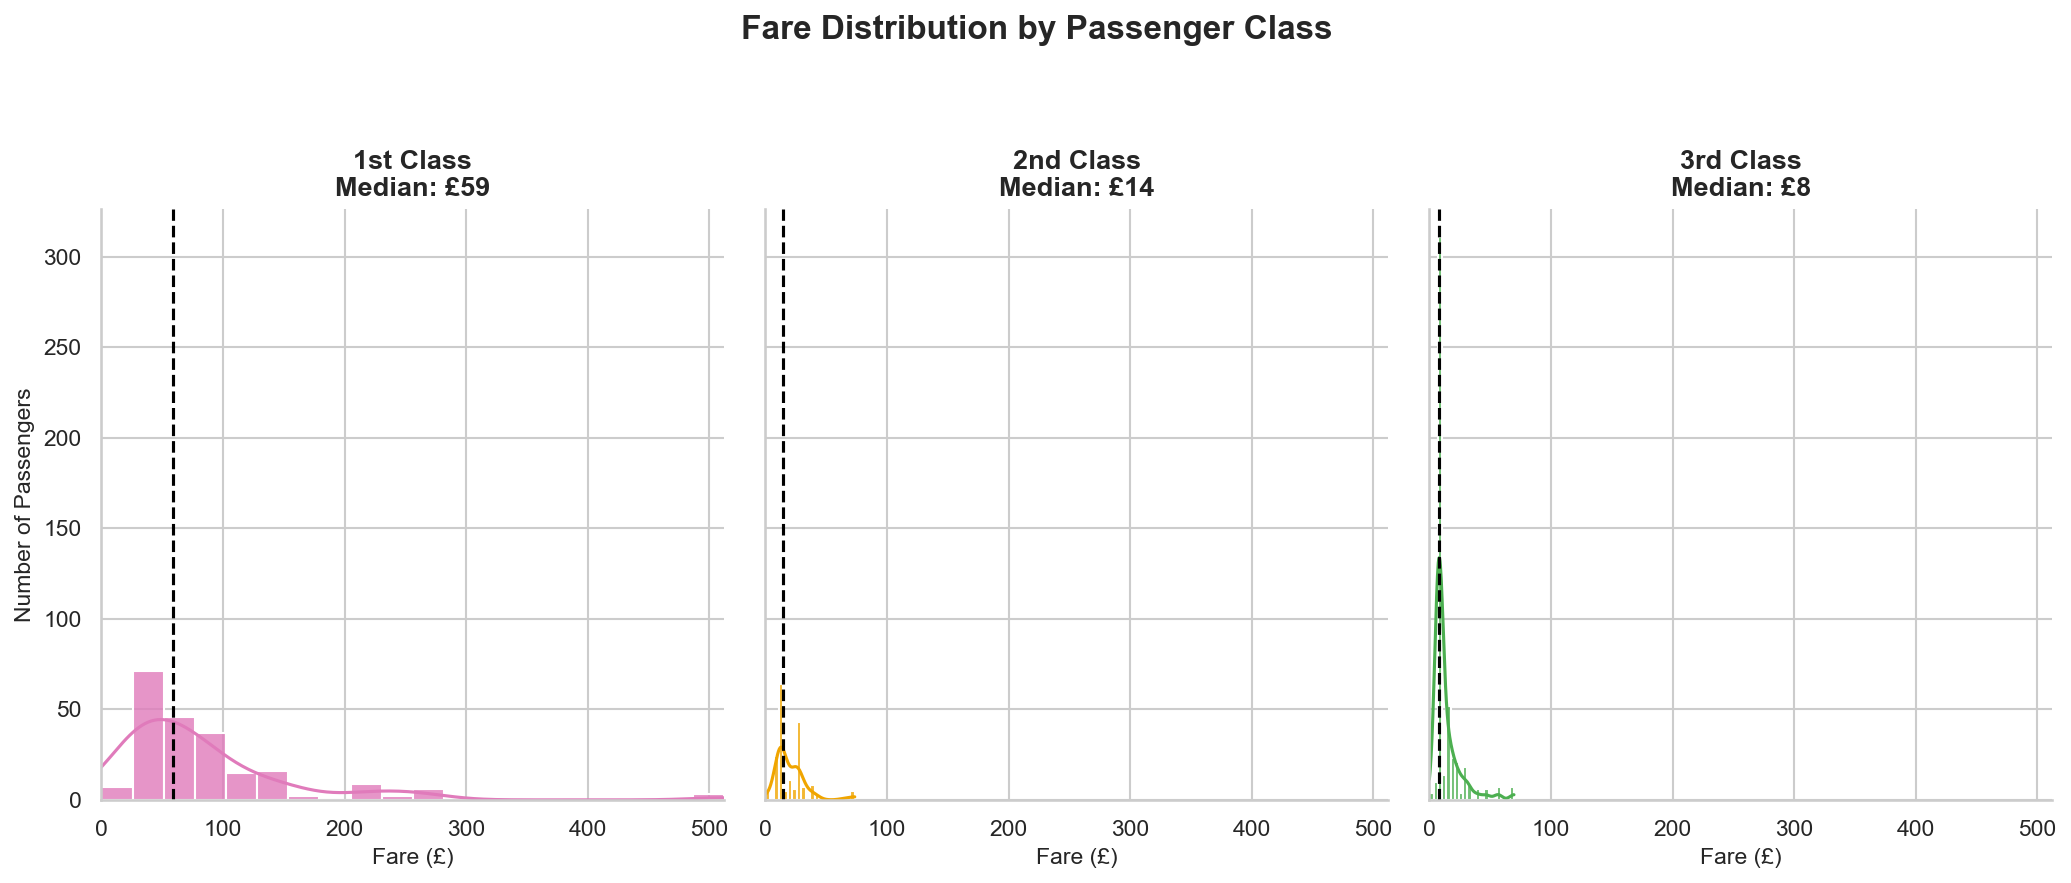 Fare Distribution by Passenger Class
1st Class
Median: £59
2nd Class
Median: £14
3rd Class
Median: £8
Number of Passengers
300
250
200
150
100
50
0
0 100 200 300 400 500
0 100 200 300 400 500
0 100 200 300 400 500
Fare (£)
Fare (£)
Fare (£)